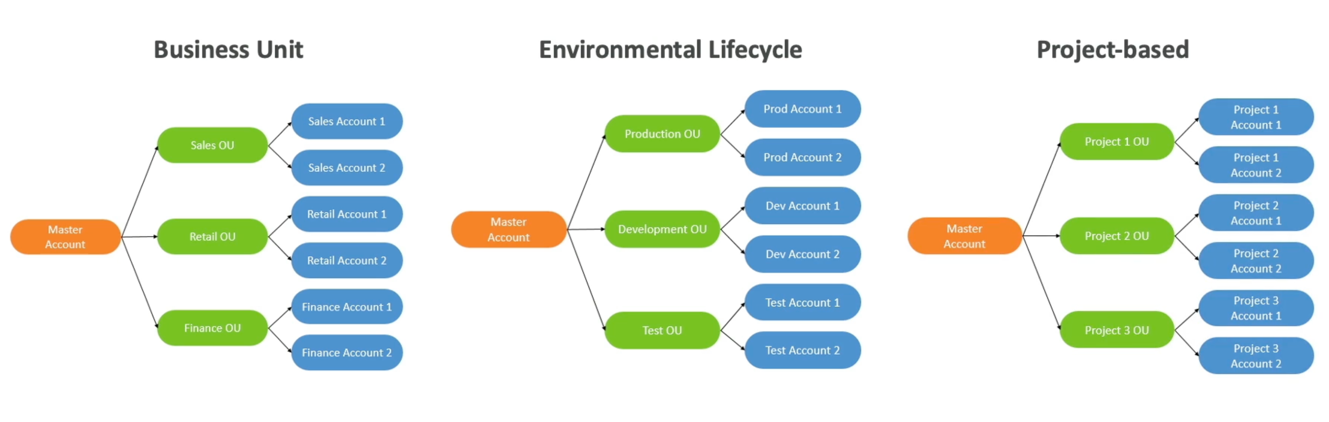 Business Unit
Master
Account
Sales OU
Sales Account 1
Sales Account 2
Retail OU
Retail Account 1
Retail Account 2
Finance OU
Finance Account 1
Finance Account 2
Environmental Lifecycle
Master
Account
Production OU
Prod Account 1
Prod Account 2
Development OU
Dev Account 1
Dev Account 2
Test OU
Test Account 1
Test Account 2
Project-based
Master
Account
Project 1 OU
Project 1
Account 1
Project 1
Account 2
Project 2 OU
Project 2
Account 1
Project 2
Account 2
Project 3 OU
Project 3
Account 1
Project 3
Account 2